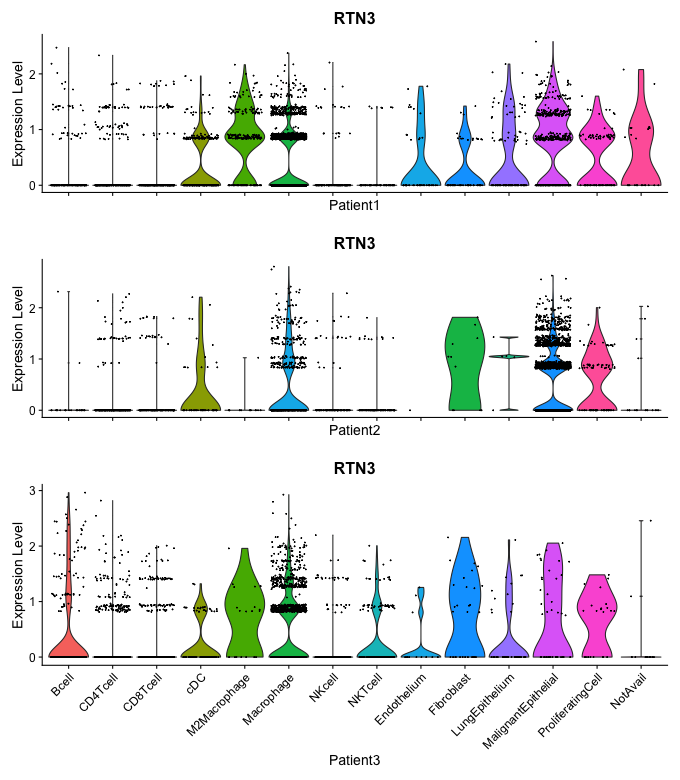 RTN3
Expression Level
2
1
0
Patient1
RTN3
Expression Level
2
1
0
Patient2
RTN3
Expression Level
3
2
1
0
Bcell
CD4Tcell
CD8Tcell
cDC
M2Macrophage
Macrophage
NKcell
NKTcell
Endothelium
Fibroblast
LungEpithelium
MalignantEpithelial
ProliferatingCell
NotAvail
Patient3